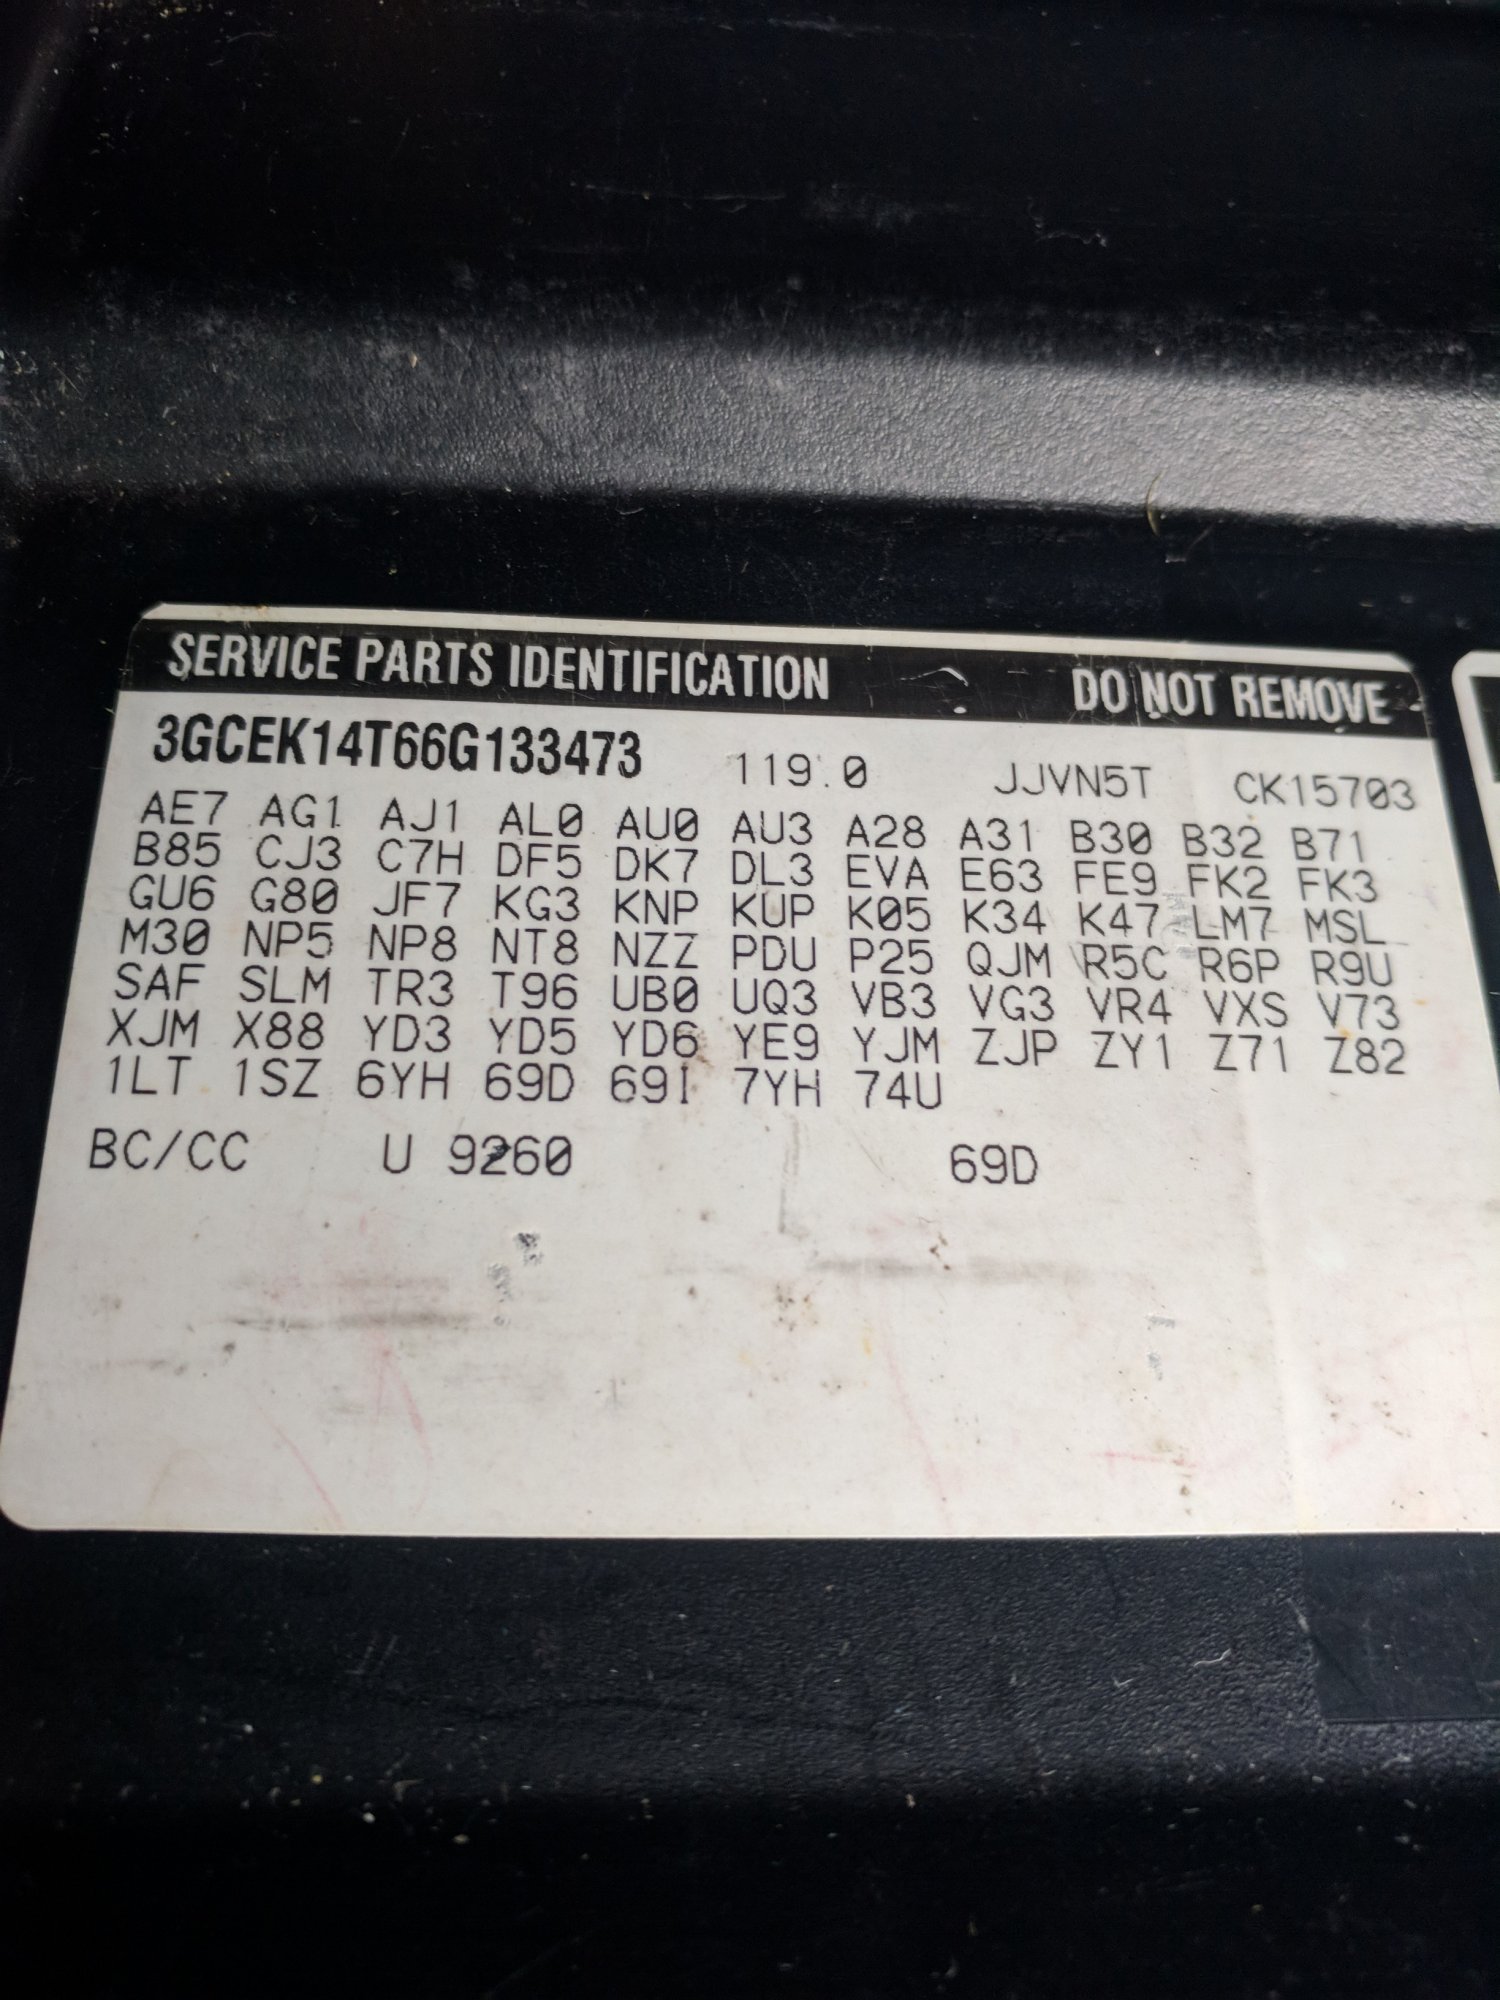 SERVICE PARTS IDENTIFICATION DO NOT REMOVE
3GCEK14T66G133473 119.0 JJVN5T CK15703
AE7 AG1 AJ1 AL0 AU0 AU3 A28 A31 B30 B32 B71
B85 CJ3 C7H DF5 DK7 DL3 EVA E63 FE9 FK2 FK3
GU6 G80 JF7 KG3 KNP KUP K05 K34 K47 LM7 MSL
M30 NP5 NP8 NT8 NZZ PDU P25 QJM R5C R6P R9U
SAF SLM TR3 T96 UB0 UQ3 VB3 VG3 VR4 VXS V73
XJM X88 YD3 YD5 YD6 YE9 YJM ZJP ZY1 Z71 Z82
1LT 1SZ 6YH 69D 69I 7YH 74U
BC/CC U 9260 69D